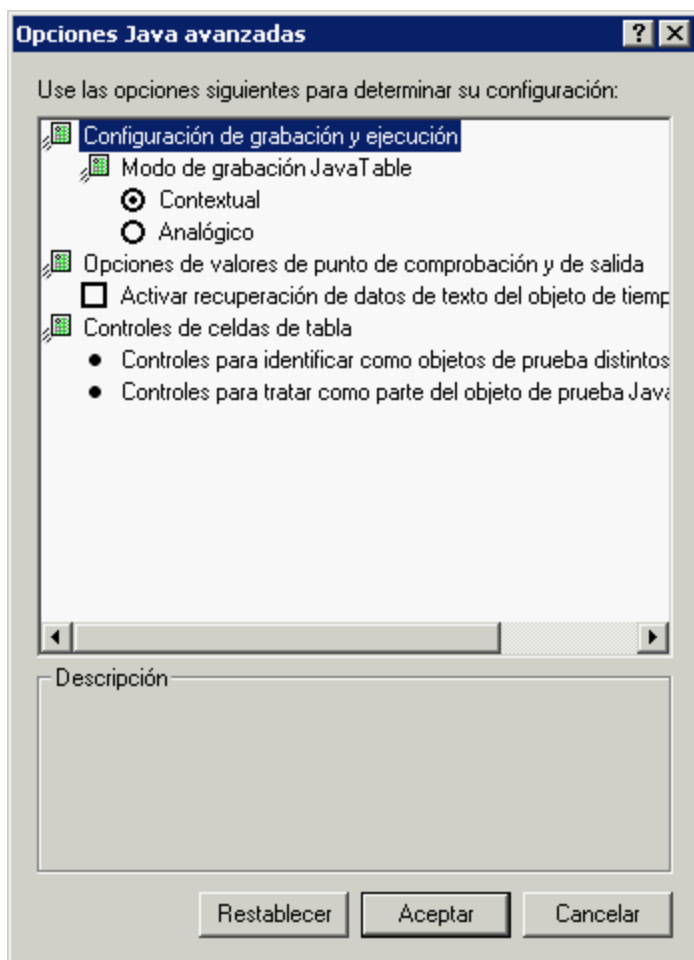 Opciones Java avanzadas
Use las opciones siguientes para determinar su configuración:
Configuración de grabación y ejecución
Modo de grabación JavaTable
Contextual
Analógico
Opciones de valores de punto de comprobación y de salida
Activar recuperación de datos de texto del objeto de tiemp
Controles de celdas de tabla
Controles para identificar como objetos de prueba distintos
Controles para tratar como parte del objeto de prueba Java
Descripción
Restablecer Aceptar Cancelar